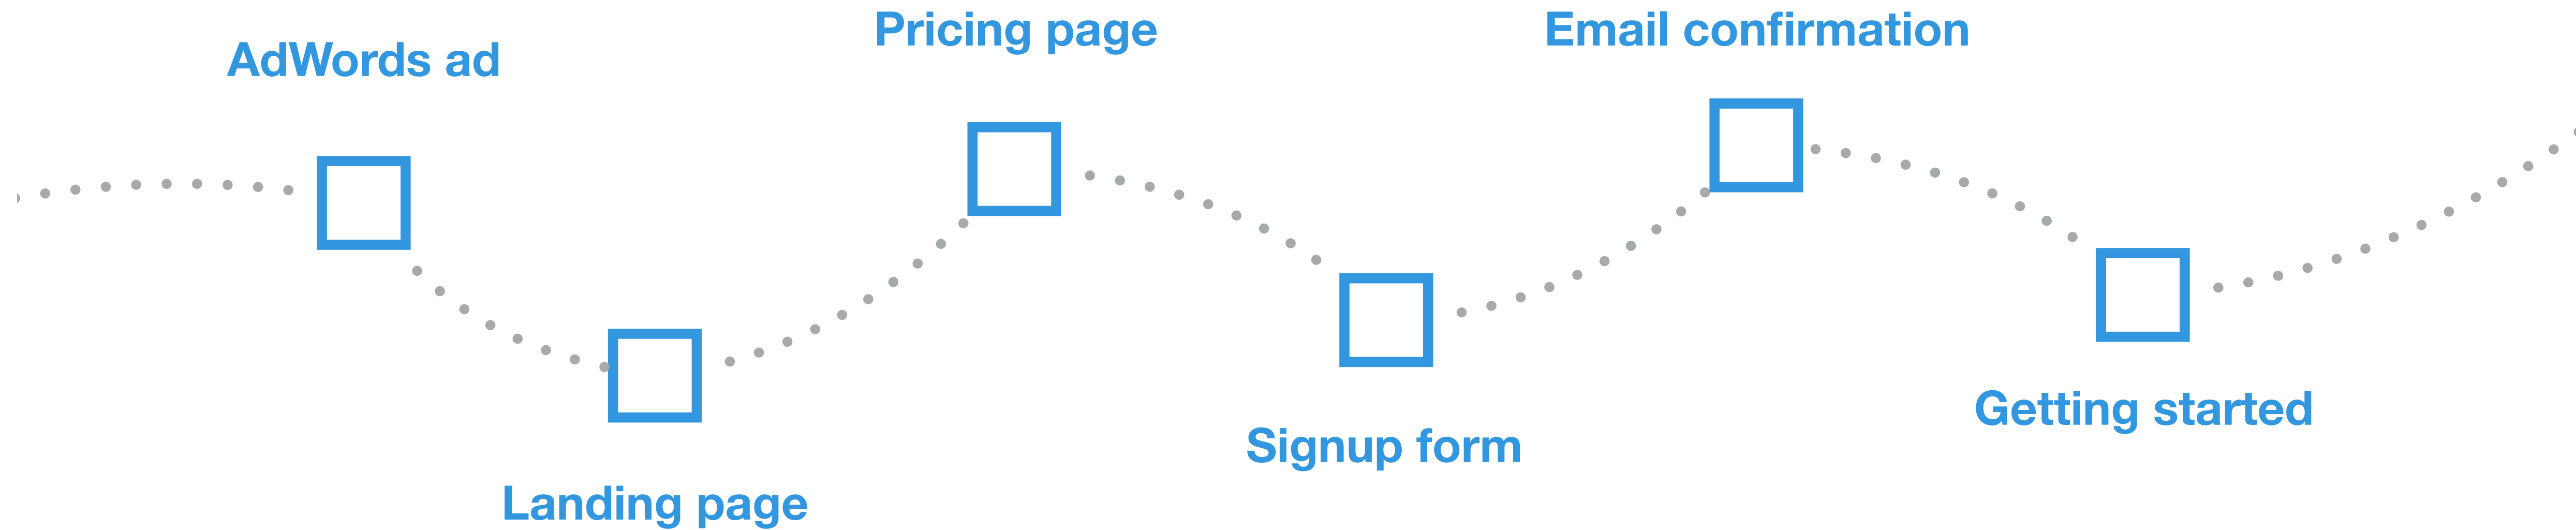 AdWords ad
Landing page
Pricing page
Signup form
Email confirmation
Getting started